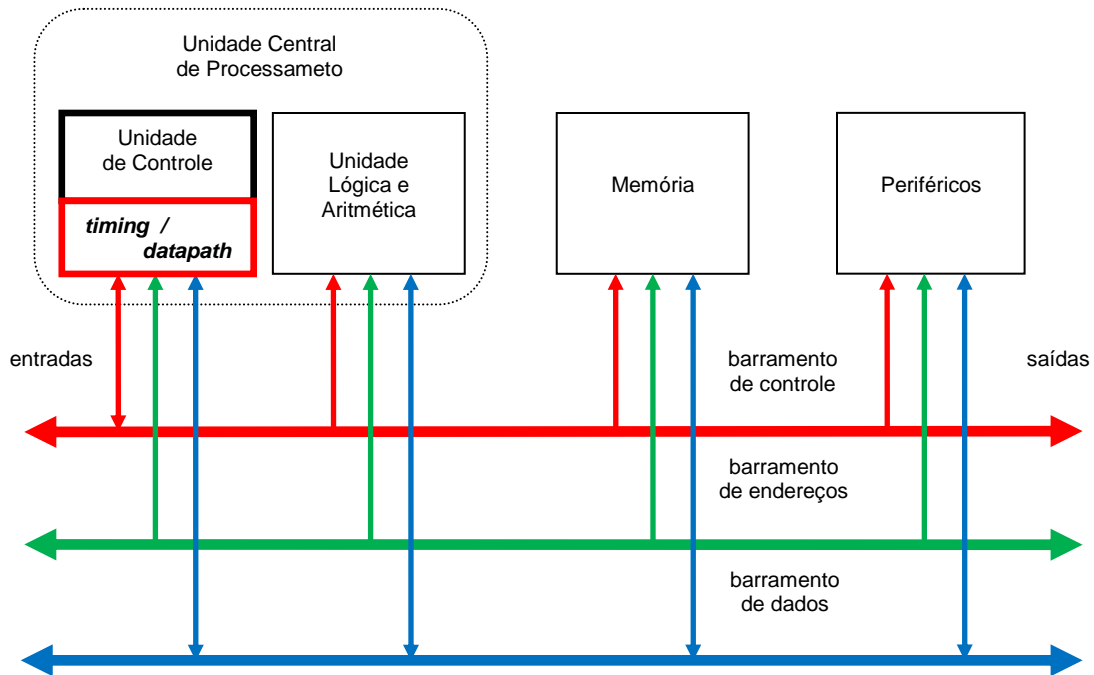 Unidade Central
de Processameto
Unidade
de Controle
timing /
datapath
Unidade
Lógica e
Aritmética
Memória
Periféricos
entradas
barramento
de controle
saídas
barramento
de endereços
barramento
de dados